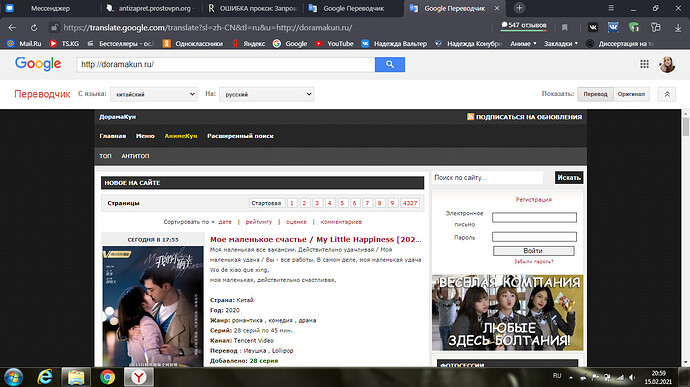 Мессенджер
antizapret.prostovpn.org
ОШИБКА прокси: Запро
Google Переводчик
Google Переводчик
https://translate.google.com/translate?sl=zh-CN&tl=ru&u=http://doramakun.ru/
547 отзывов
Mail.Ru
TS.KG
Бестселлеры - осл
Одноклассники
Яндекс
Google
YouTube
Надежда Вальтер
Надежда Конубри
Аниме
Закладки
Диссертация на т
Google
http://doramakun.ru/
Переводчик
С языка:
китайский
На:
русский
Показать:
Перевод
Оригинал
ДорамаКун
ПОДПИСАТЬСЯ НА ОБНОВЛЕНИЯ
Главная
Меню
АнимеКун
Расширенный поиск
ТОП
АНТИТОП
НОВОЕ НА САЙТЕ
Страницы
Стартовая
1
2
3
4
5
6
7
8
9
4327
Сортировать по =
дате
|
рейтингу
|
оценке
|
комментариев
СЕГОДНЯ В 17:55
Мое маленькое счастье / My Little Happiness [202...
Моя маленькая все вакансии. Действительно удачливая / Моя
маленькая удача / Вы - все работы. В самом деле, моя маленькая удача
Wo de xiao que xing,
моя маленькая, действительно счастливая,
Страна: Китай
Год: 2020
Жанр: романтика , комедия , драма
Серий: 28 серий по 45 мин.
Канал: Tencent Video
Перевод : Ивушка , Lollipop
Добавлено: 28 серия
Поиск по сайту...
Искать
Регистрация
Электронное
письмо
Пароль
Войти
Забыли пароль?
ВЕСЕЛАЯ КОМПАНИЯ
ЛЮБЫЕ
ЗДЕСЬ БОЛТАНИЯ!
ФОТОСЕССИИ
RU
20:59
15.02.2021